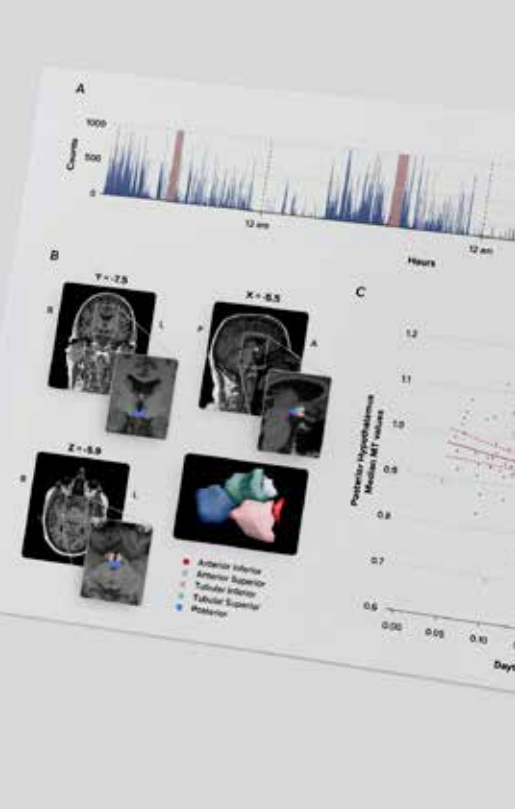 A
1000
500
0
Counts
12 am
12 am
Hours
B
Y = -7.5
R
L
X = -5.5
P
A
Z = -5.9
R
L
Anterior Inferior
Anterior Superior
Tubular Inferior
Tubular Superior
Posterior
C
Posterior Hypothalamus
Median MT values
1.2
1.1
1.0
0.9
0.8
0.7
0.6
0.00
0.05
0.10
Dayt